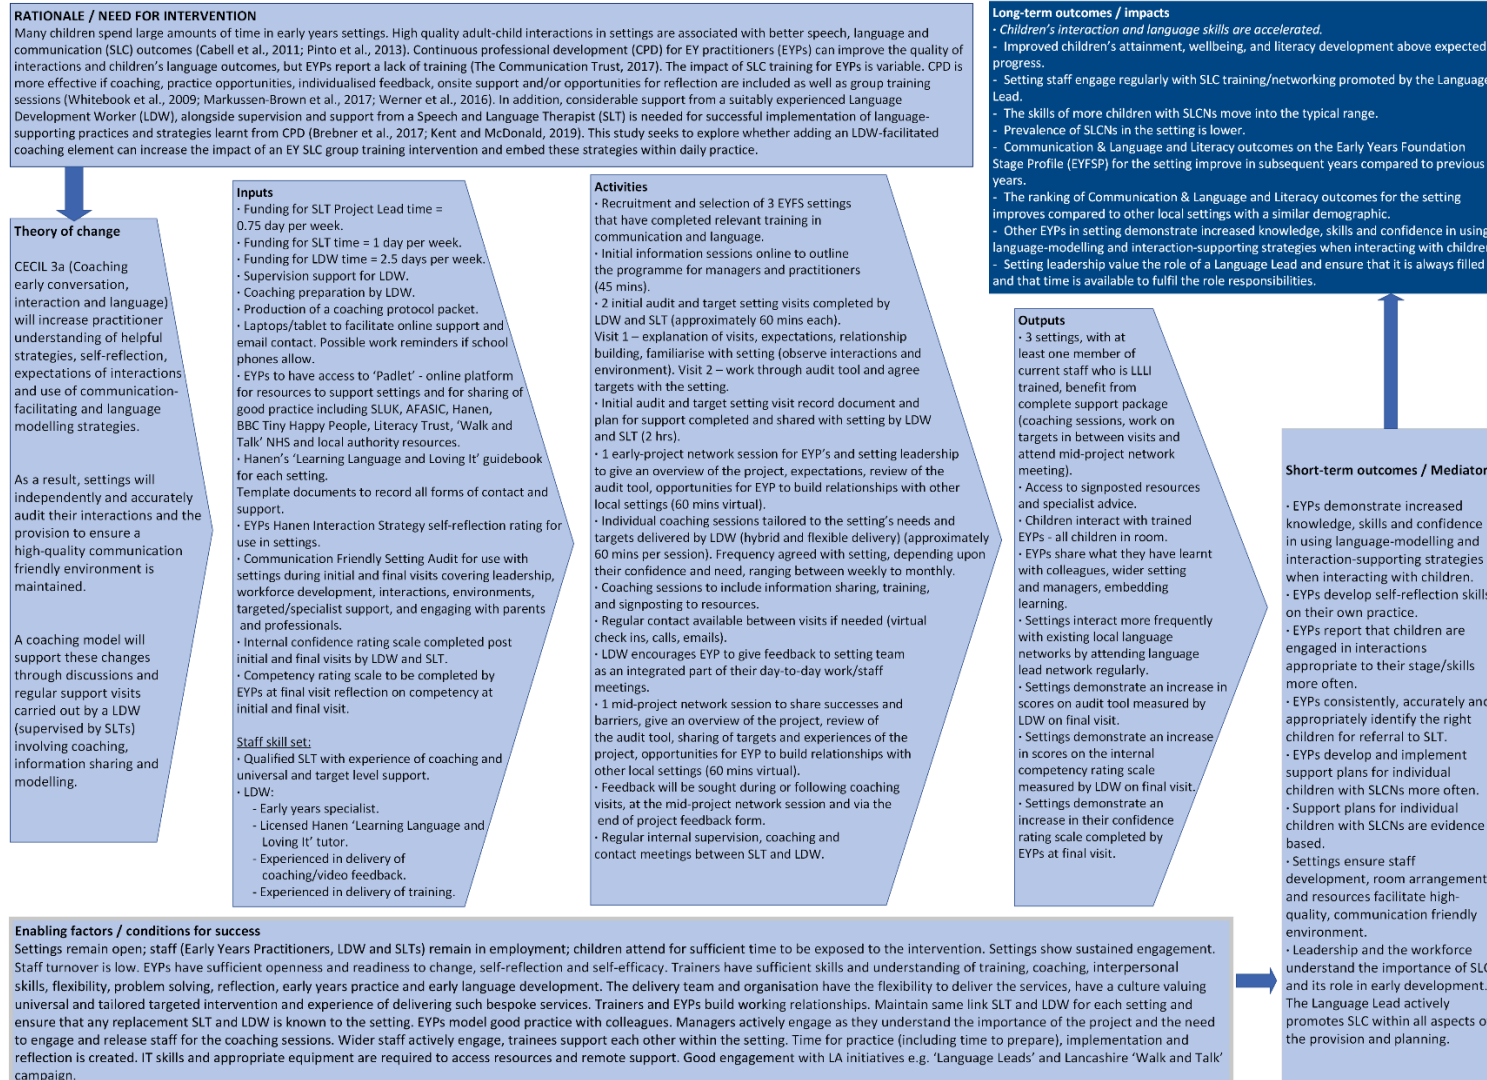 RATIONALE / NEED FOR INTERVENTION
Many children spend large amounts of time in early years settings. High quality adult-child interactions in settings are associated with better speech, language and
communication (SLC) outcomes (Cabell et al., 2011; Pinto et al., 2013). Continuous professional development (CPD) for EY practitioners (EYPs) can improve the quality of
interactions and children's language outcomes, but EYPs report a lack of training (The Communication Trust, 2017). The impact of SLC training for EYPs is variable. CPD is
more effective if coaching, practice opportunities, individualised feedback, onsite support and/or opportunities for reflection are included as well as group training
sessions (Whitebook et al., 2009; Markussen-Brown et al., 2017; Werner et al., 2016). In addition, considerable support from a suitably experienced Language
Development Worker (LDW), alongside supervision and support from a Speech and Language Therapist (SLT) is needed for successful implementation of language-
supporting practices and strategies learnt from CPD (Brebner et al., 2017; Kent and McDonald, 2019). This study seeks to explore whether adding an LDW-facilitated
coaching element can increase the impact of an EY SLC group training intervention and embed these strategies within daily practice.
Theory of change
CECIL 3a (Coaching
early conversation,
interaction and language)
will increase practitioner
understanding of helpful
strategies, self-reflection,
expectations of interactions
and use of communication-
facilitating and language
modelling strategies.
As a result, settings will
independently and accurately
audit their interactions and the
provision to ensure a
high-quality communication
friendly environment is
maintained.
A coaching model will
support these changes
through discussions and
regular support visits
carried out by a LDW
(supervised by SLTs)
involving coaching,
information sharing and
modelling.
Inputs
· Funding for SLT Project Lead time =
0.75 day per week.
· Funding for SLT time = 1 day per week.
· Funding for LDW time = 2.5 days per week.
· Supervision support for LDW.
· Coaching preparation by LDW.
· Production of a coaching protocol packet.
· Laptops/tablet to facilitate online support and
email contact. Possible work reminders if school
phones allow.
· EYPs to have access to 'Padlet' - online platform
for resources to support settings and for sharing of
good practice including SLUK, AFASIC, Hanen,
BBC Tiny Happy People, Literacy Trust, 'Walk and
Talk' NHS and local authority resources.
· Hanen's 'Learning Language and Loving It' guidebook
for each setting.
Template documents to record all forms of contact and
support.
· EYPs Hanen Interaction Strategy self-reflection rating for
use in settings.
· Communication Friendly Setting Audit for use with
settings during initial and final visits covering leadership,
workforce development, interactions, environments,
targeted/specialist support, and engaging with parents
and professionals.
· Internal confidence rating scale completed post
initial and final visits by LDW and SLT.
· Competency rating scale to be completed by
EYPs at final visit reflection on competency at
initial and final visit.
Staff skill set:
· Qualified SLT with experience of coaching and
universal and target level support.
· LDW:
- Early years specialist.
- Licensed Hanen 'Learning Language and
Loving It' tutor.
- Experienced in delivery of
coaching/video feedback.
- Experienced in delivery of training.
Activities
· Recruitment and selection of 3 EYFS settings
that have completed relevant training in
communication and language.
· Initial information sessions online to outline
the programme for managers and practitioners
(45 mins).
· 2 initial audit and target setting visits completed by
LDW and SLT (approximately 60 mins each).
Visit 1 – explanation of visits, expectations, relationship
building, familiarise with setting (observe interactions and
environment). Visit 2 – work through audit tool and agree
targets with the setting.
· Initial audit and target setting visit record document and
plan for support completed and shared with setting by LDW
and SLT (2 hrs).
· 1 early-project network session for EYP's and setting leadership
to give an overview of the project, expectations, review of the
audit tool, opportunities for EYP to build relationships with other
local settings (60 mins virtual).
· Individual coaching sessions tailored to the setting's needs and
targets delivered by LDW (hybrid and flexible delivery) (approximately
60 mins per session). Frequency agreed with setting, depending upon
their confidence and need, ranging between weekly to monthly.
· Coaching sessions to include information sharing, training,
and signposting to resources.
· Regular contact available between visits if needed (virtual
check ins, calls, emails).
· LDW encourages EYP to give feedback to setting team
as an integrated part of their day-to-day work/staff
meetings.
· 1 mid-project network session to share successes and
barriers, give an overview of the project, review of
the audit tool, sharing of targets and experiences of the
project, opportunities for EYP to build relationships with
other local settings (60 mins virtual).
· Feedback will be sought during or following coaching
visits, at the mid-project network session and via the
end of project feedback form.
· Regular internal supervision, coaching and
contact meetings between SLT and LDW.
Outputs
· 3 settings, with at
least one member of
current staff who is LLLI
trained, benefit from
complete support package
(coaching sessions, work on
targets in between visits and
attend mid-project network
meeting).
· Access to signposted resources
and specialist advice.
· Children interact with trained
EYPs - all children in room.
· EYPs share what they have learnt
with colleagues, wider setting
and managers, embedding
learning.
· Settings interact more frequently
with existing local language
networks by attending language
lead network regularly.
· Settings demonstrate an increase in
scores on audit tool measured by
LDW on final visit.
· Settings demonstrate an increase
in scores on the internal
competency rating scale
measured by LDW on final visit.
· Settings demonstrate an
increase in their confidence
rating scale completed by
EYPs at final visit.
Short-term outcomes / Mediator
· EYPs demonstrate increased
knowledge, skills and confidence
in using language-modelling and
interaction-supporting strategies
when interacting with children.
· EYPs develop self-reflection skills
on their own practice.
· EYPs report that children are
engaged in interactions
appropriate to their stage/skills
more often.
· EYPs consistently, accurately and
appropriately identify the right
children for referral to SLT.
· EYPs develop and implement
support plans for individual
children with SLCNs more often.
· Support plans for individual
children with SLCNs are evidence
based.
· Settings ensure staff
development, room arrangement
and resources facilitate high-
quality, communication friendly
environment.
· Leadership and the workforce
understand the importance of SLC
and its role in early development.
The Language Lead actively
promotes SLC within all aspects o
the provision and planning.
Long-term outcomes / impacts
· Children's interaction and language skills are accelerated.
- Improved children's attainment, wellbeing, and literacy development above expected
progress.
- Setting staff engage regularly with SLC training/networking promoted by the Language
Lead.
- The skills of more children with SLCNs move into the typical range.
- Prevalence of SLCNs in the setting is lower.
- Communication & Language and Literacy outcomes on the Early Years Foundation
Stage Profile (EYFSP) for the setting improve in subsequent years compared to previous
years.
- The ranking of Communication & Language and Literacy outcomes for the setting
improves compared to other local settings with a similar demographic.
- Other EYPs in setting demonstrate increased knowledge, skills and confidence in using
language-modelling and interaction-supporting strategies when interacting with children
- Setting leadership value the role of a Language Lead and ensure that it is always filled
and that time is available to fulfil the role responsibilities.
Enabling factors / conditions for success
Settings remain open; staff (Early Years Practitioners, LDW and SLTs) remain in employment; children attend for sufficient time to be exposed to the intervention. Settings show sustained engagement.
Staff turnover is low. EYPs have sufficient openness and readiness to change, self-reflection and self-efficacy. Trainers have sufficient skills and understanding of training, coaching, interpersonal
skills, flexibility, problem solving, reflection, early years practice and early language development. The delivery team and organisation have the flexibility to deliver the services, have a culture valuing
universal and tailored targeted intervention and experience of delivering such bespoke services. Trainers and EYPs build working relationships. Maintain same link SLT and LDW for each setting and
ensure that any replacement SLT and LDW is known to the setting. EYPs model good practice with colleagues. Managers actively engage as they understand the importance of the project and the need
to engage and release staff for the coaching sessions. Wider staff actively engage, trainees support each other within the setting. Time for practice (including time to prepare), implementation and
reflection is created. IT skills and appropriate equipment are required to access resources and remote support. Good engagement with LA initiatives e.g. 'Language Leads' and Lancashire 'Walk and Talk'
campaign.